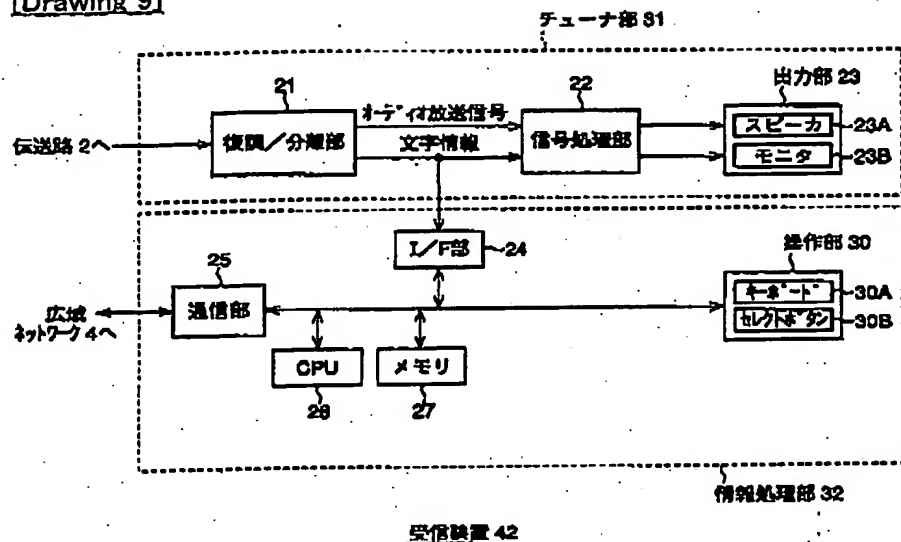 [Drawing 9]
チューナ部 31
21
22
出力部 23
オーディオ放送信号
伝送路 2へ
復調/分離部
文字情報
信号処理部
スピーカ
23A
モニタ
23B
I/F部
24
操作部 30
25
広域
ネットワーク 4へ
通信部
キーボード
30A
セレクトボタン
30B
CPU
メモリ
26
27
情報処理部 32
受信装置 42